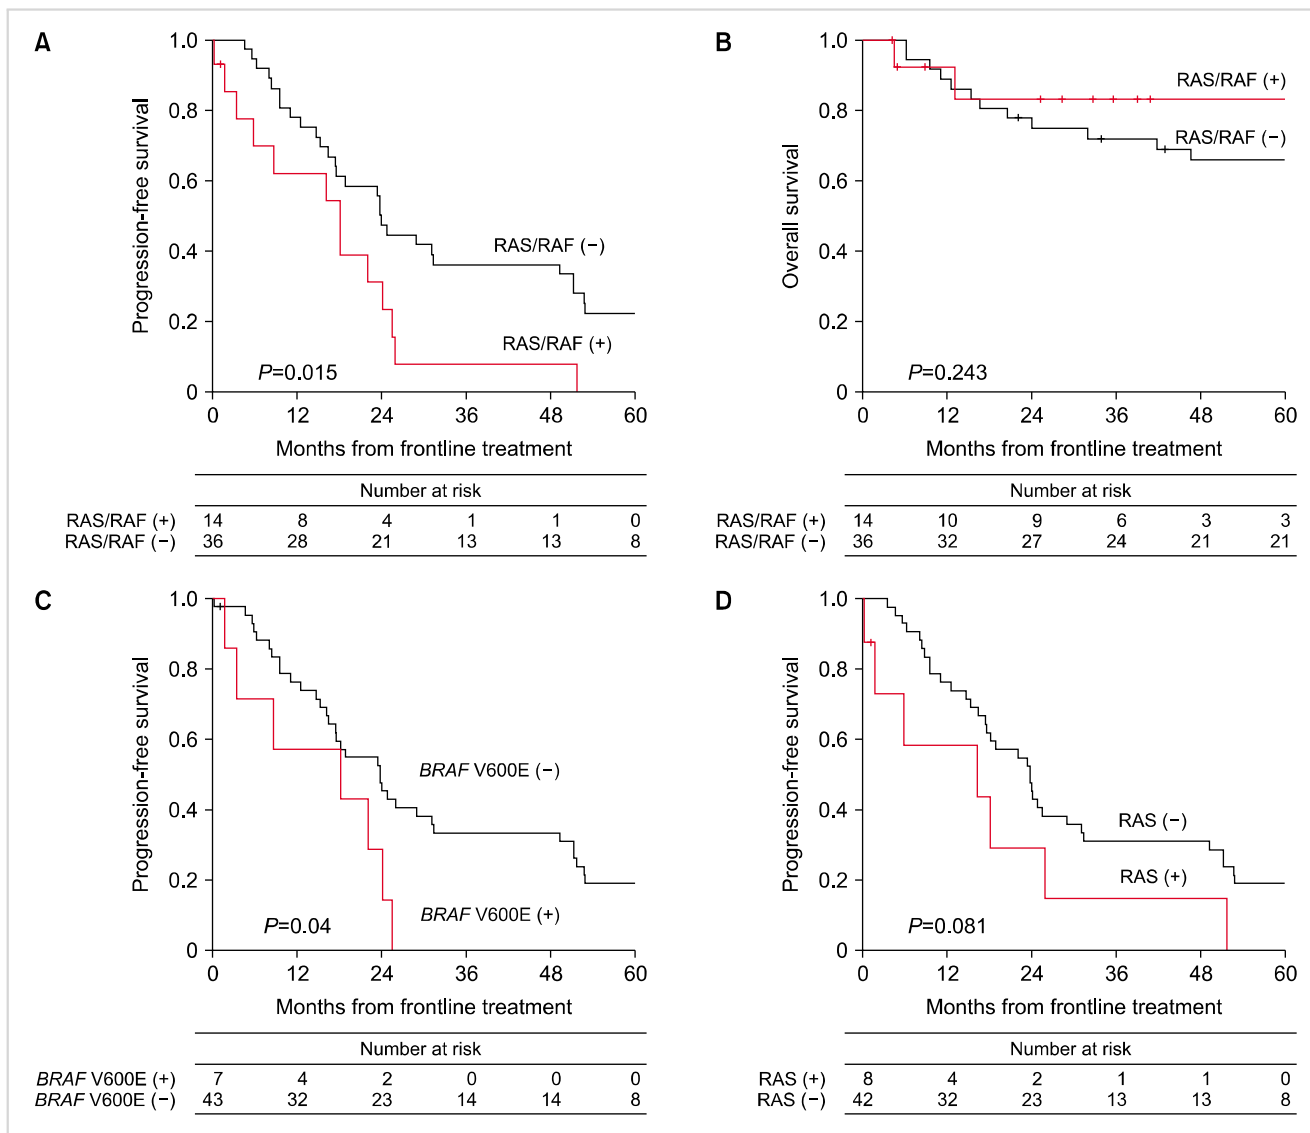 A
1.0
0.8
0.6
0.4
0.2
0
Progression-free survival
RAS/RAF (−)
RAS/RAF (+)
P=0.015
0 12 24 36 48 60
Months from frontline treatment
Number at risk
RAS/RAF (+) 14 8 4 1 1 0
RAS/RAF (−) 36 28 21 13 13 8
B
1.0
0.8
0.6
0.4
0.2
0
Overall survival
RAS/RAF (+)
RAS/RAF (−)
P=0.243
0 12 24 36 48 60
Months from frontline treatment
Number at risk
RAS/RAF (+) 14 10 9 6 3 3
RAS/RAF (−) 36 32 27 24 21 21
C
1.0
0.8
0.6
0.4
0.2
0
Progression-free survival
BRAF V600E (−)
BRAF V600E (+)
P=0.04
0 12 24 36 48 60
Months from frontline treatment
Number at risk
BRAF V600E (+) 7 4 2 0 0 0
BRAF V600E (−) 43 32 23 14 14 8
D
1.0
0.8
0.6
0.4
0.2
0
Progression-free survival
RAS (−)
RAS (+)
P=0.081
0 12 24 36 48 60
Months from frontline treatment
Number at risk
RAS (+) 8 4 2 1 1 0
RAS (−) 42 32 23 13 13 8